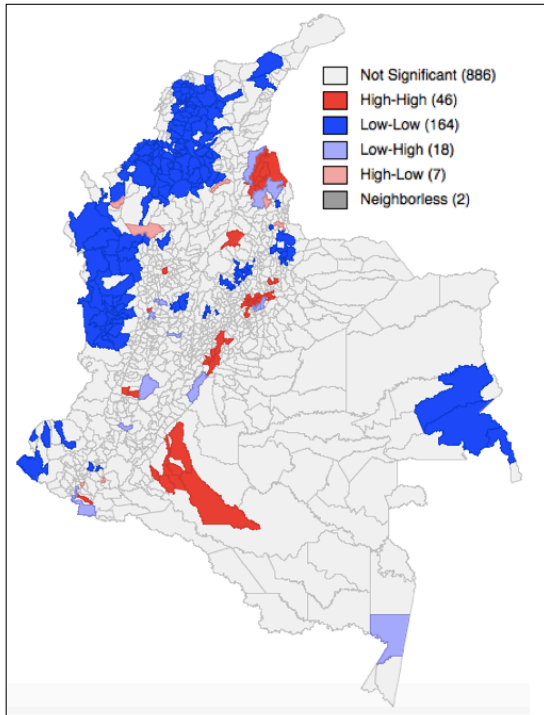 Not Significant (886)
High-High (46)
Low-Low (164)
Low-High (18)
High-Low (7)
Neighborless (2)